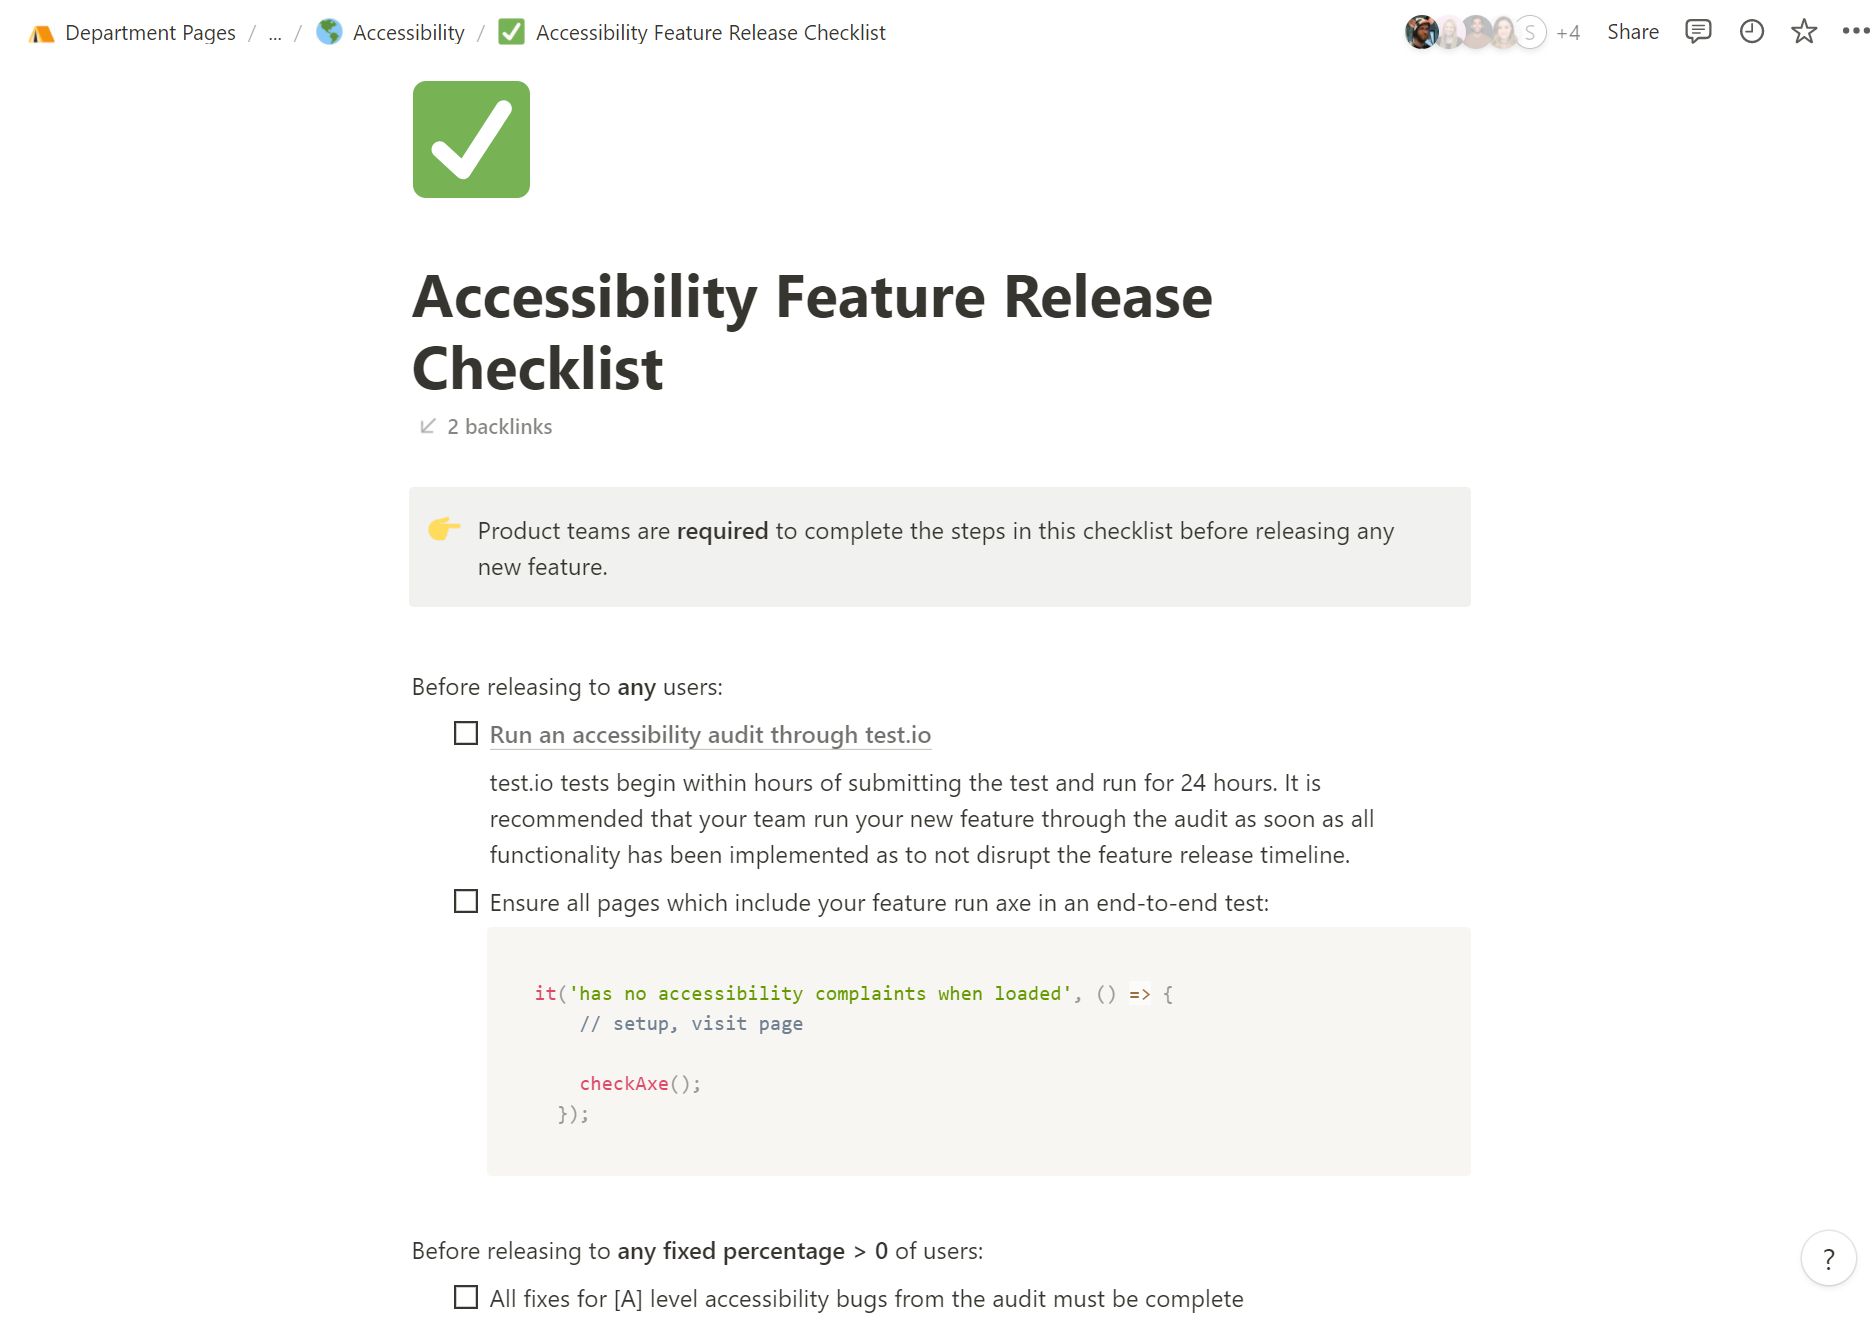 Department Pages / ... / Accessibility / Accessibility Feature Release Checklist
S +4 Share
Accessibility Feature Release
Checklist
2 backlinks
Product teams are required to complete the steps in this checklist before releasing any
new feature.
Before releasing to any users:
Run an accessibility audit through test.io
test.io tests begin within hours of submitting the test and run for 24 hours. It is
recommended that your team run your new feature through the audit as soon as all
functionality has been implemented as to not disrupt the feature release timeline.
Ensure all pages which include your feature run axe in an end-to-end test:
it('has no accessibility complaints when loaded', () => {
// setup, visit page
checkAxe();
});
Before releasing to any fixed percentage > 0 of users:
?
All fixes for [A] level accessibility bugs from the audit must be complete